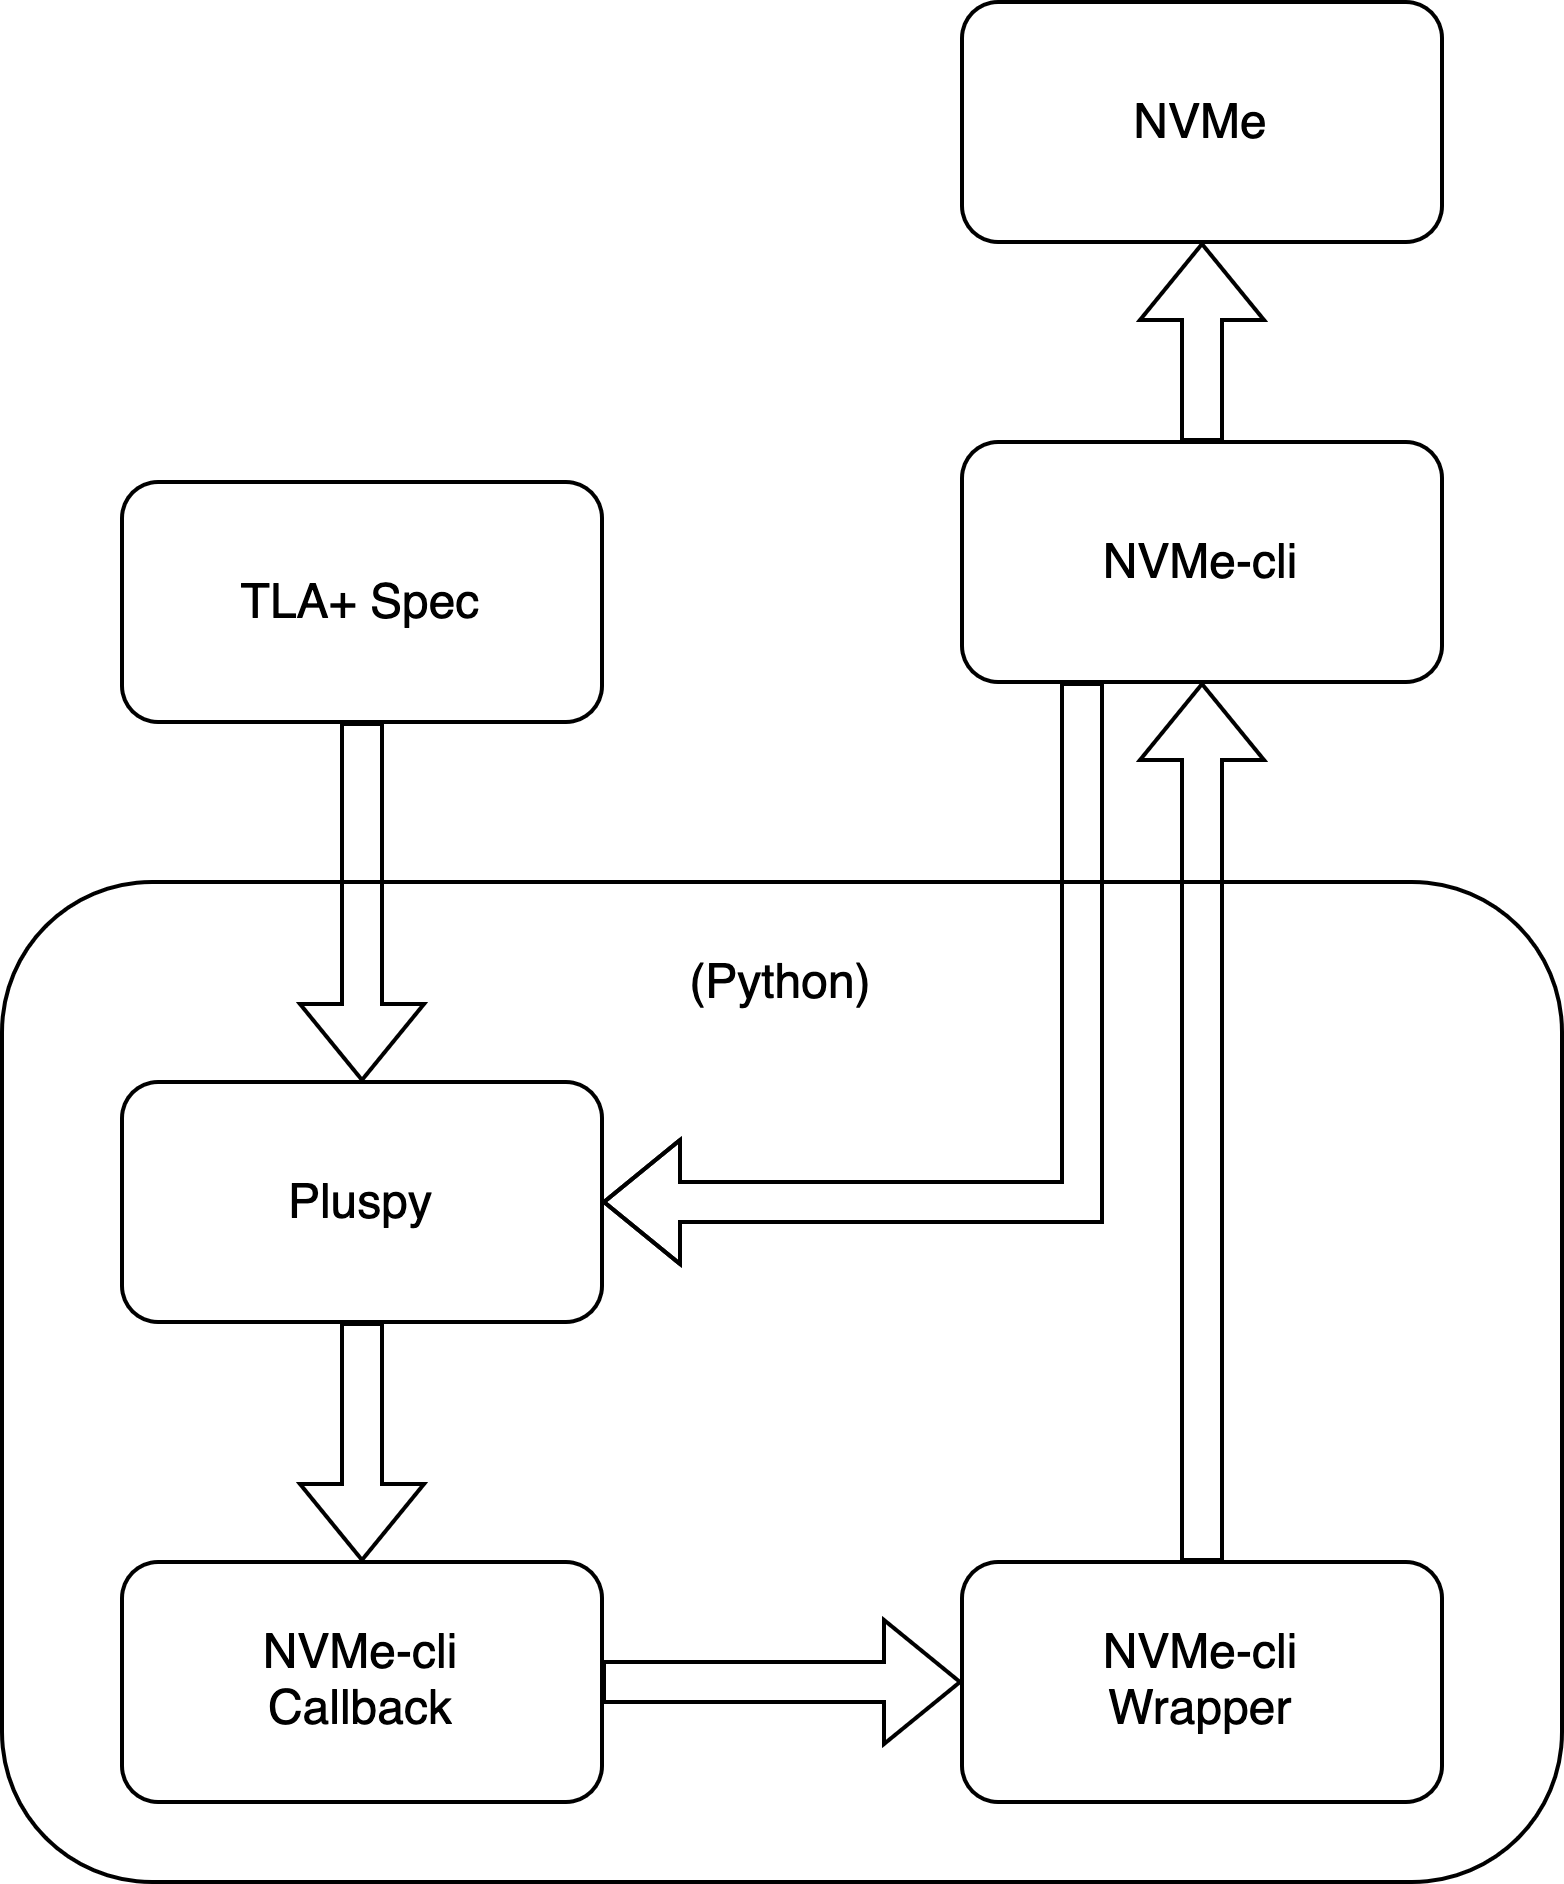 NVMe
NVMe-cli
TLA+ Spec
(Python)
Pluspy
NVMe-cli
Callback
NVMe-cli
Wrapper